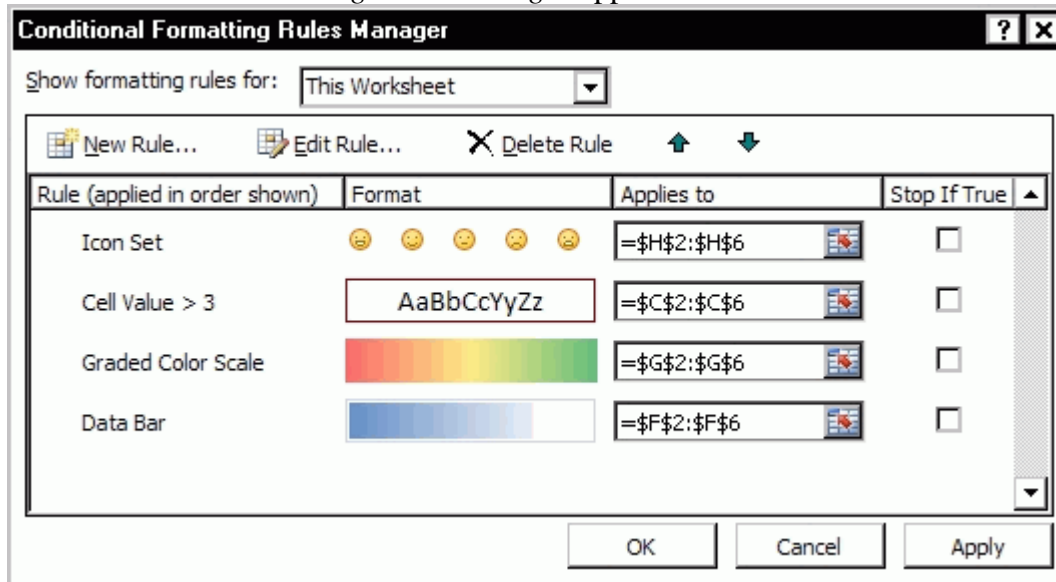 Conditional Formatting Rules Manager ? X
Show formatting rules for: This Worksheet
New Rule... Edit Rule... Delete Rule
Rule (applied in order shown) Format Applies to Stop If True
Icon Set =$H$2:$H$6
Cell Value > 3 AaBbCcYyZz =$C$2:$C$6
Graded Color Scale =$G$2:$G$6
Data Bar =$F$2:$F$6
OK Cancel Apply